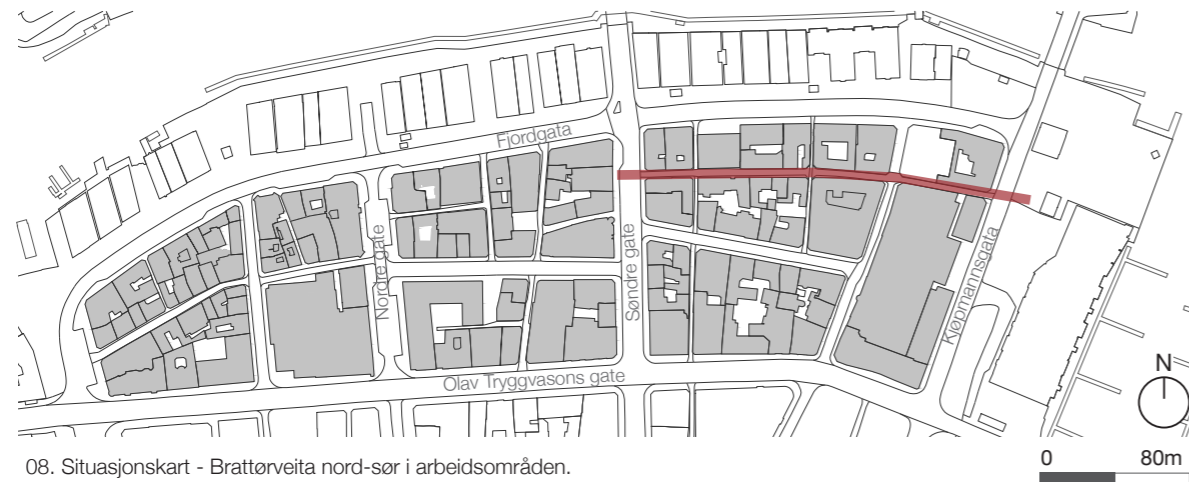 Fjordgata
Nordre gate
Søndre gate
Kjøpmannsgata
Olav Tryggvasons gate
N
0 80m
08. Situasjonskart - Brattørveita nord-sør i arbeidsområden.